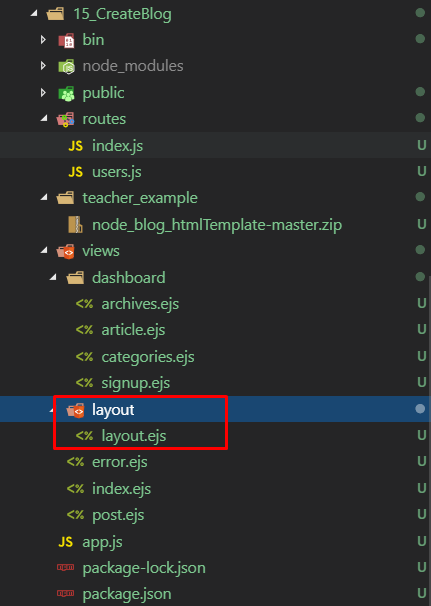 15_CreateBlog
bin
node_modules
public
routes
JS index.js U
JS users.js U
teacher_example
node_blog_htmlTemplate-master.zip U
views
dashboard
<% archives.ejs U
<% article.ejs U
<% categories.ejs U
<% signup.ejs U
<> layout
<% layout.ejs U
<% error.ejs U
<% index.ejs U
<% post.ejs U
JS app.js U
npm package-lock.json U
npm package.json U